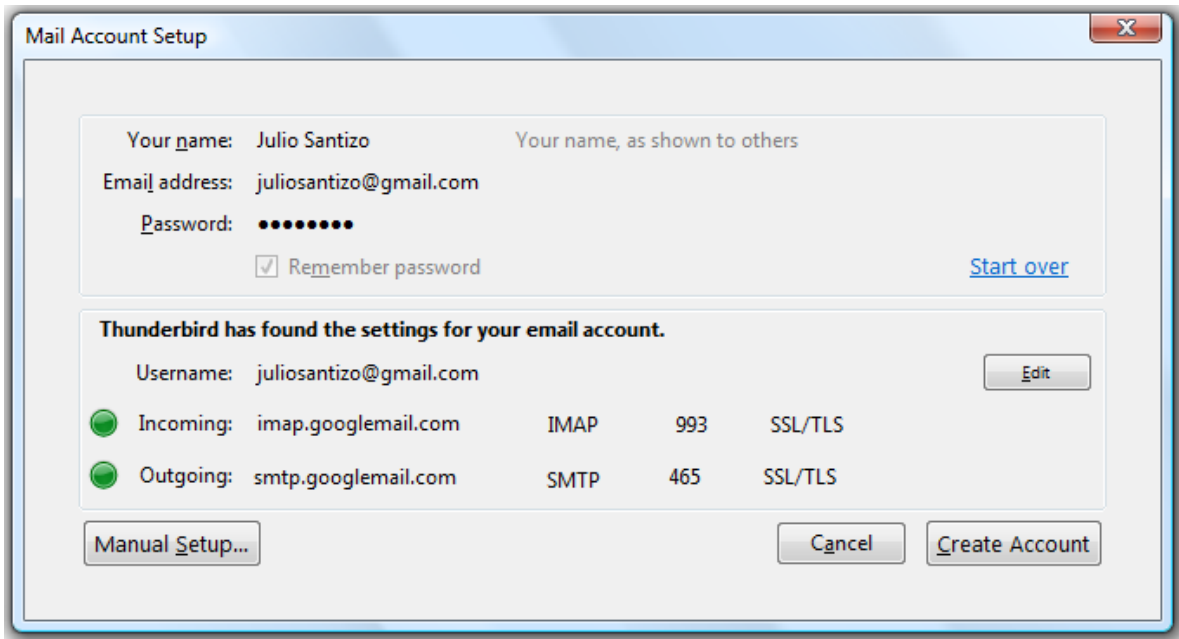 Mail Account Setup
Your name: Julio Santizo Your name, as shown to others
Email address: juliosantizo@gmail.com
Password: ●●●●●●●●
Remember password Start over
Thunderbird has found the settings for your email account.
Username: juliosantizo@gmail.com Edit
Incoming: imap.googlemail.com IMAP 993 SSL/TLS
Outgoing: smtp.googlemail.com SMTP 465 SSL/TLS
Manual Setup... Cancel Create Account